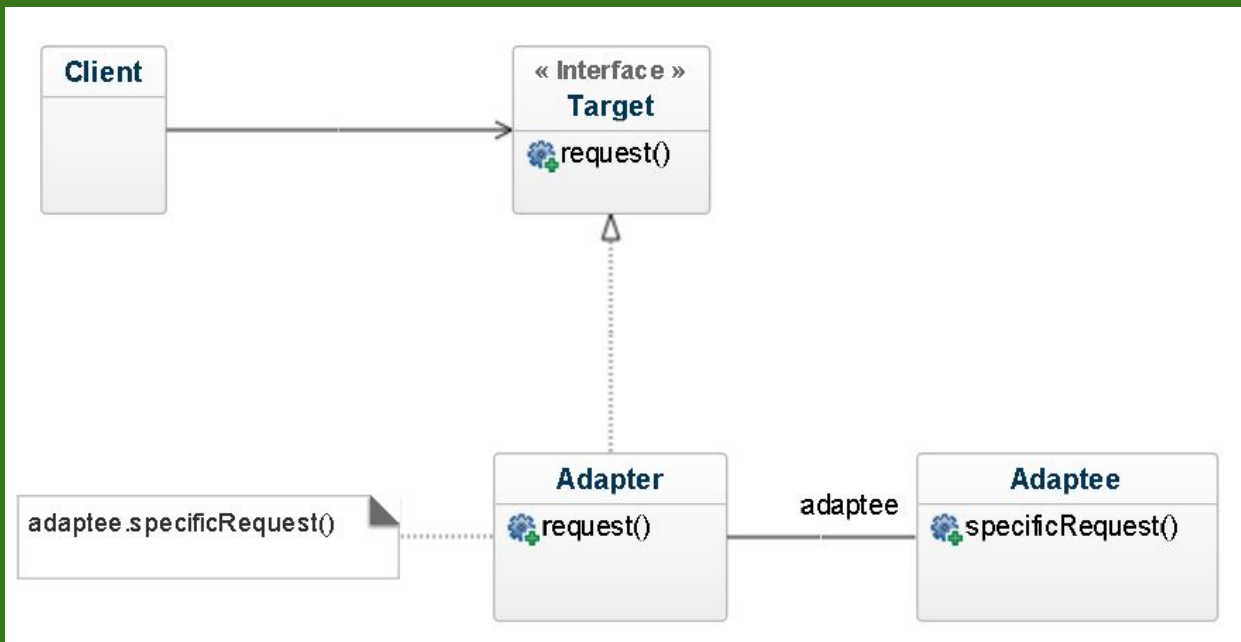 Client
« Interface »
Target
request()
Adapter
request()
adaptee
Adaptee
specificRequest()
adaptee.specificRequest()